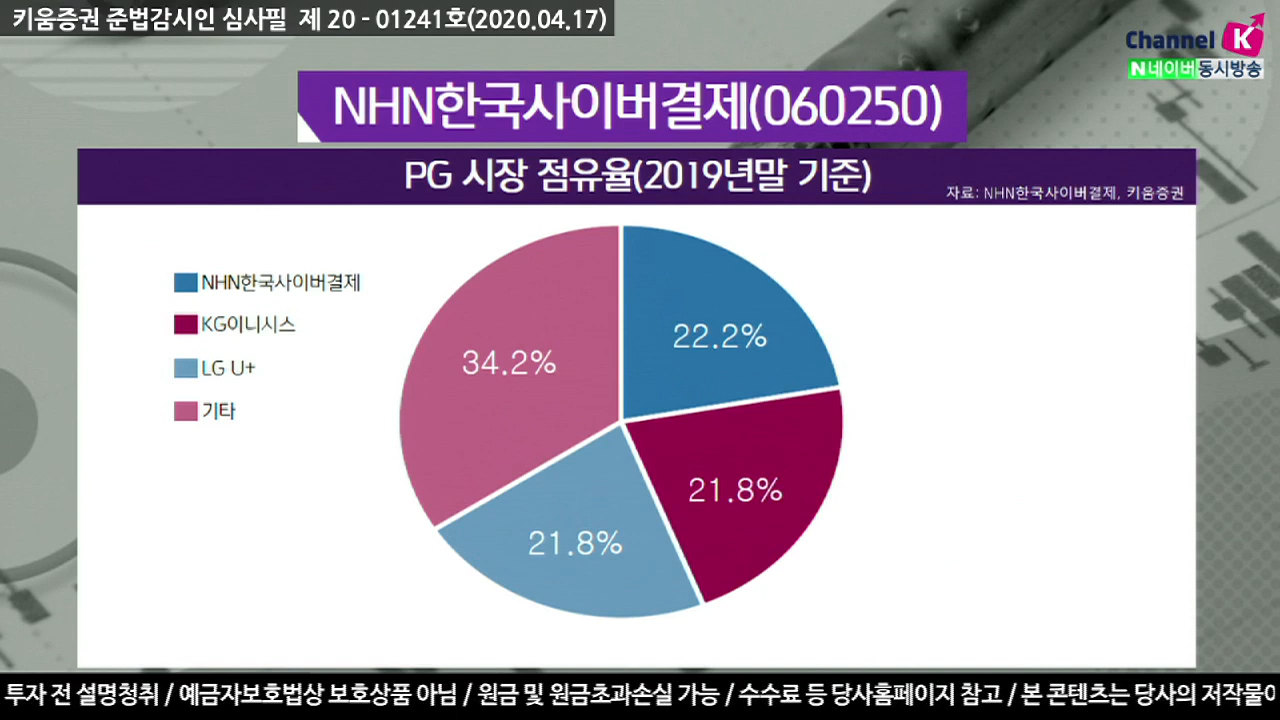 키움증권 준법감시인 심사필 제 20 - 01241호(2020.04.17)
Channel K
N 네이버 동시방송
NHN한국사이버결제(060250)
PG 시장 점유율(2019년말 기준)
자료: NHN한국사이버결제, 키움증권
NHN한국사이버결제
KG이니시스
LG U+
기타
34.2%
22.2%
21.8%
21.8%
투자 전 설명청취 / 예금자보호법상 보호상품 아님 / 원금 및 원금초과손실 가능 / 수수료 등 당사홈페이지 참고 / 본 콘텐츠는 당사의 저작물이